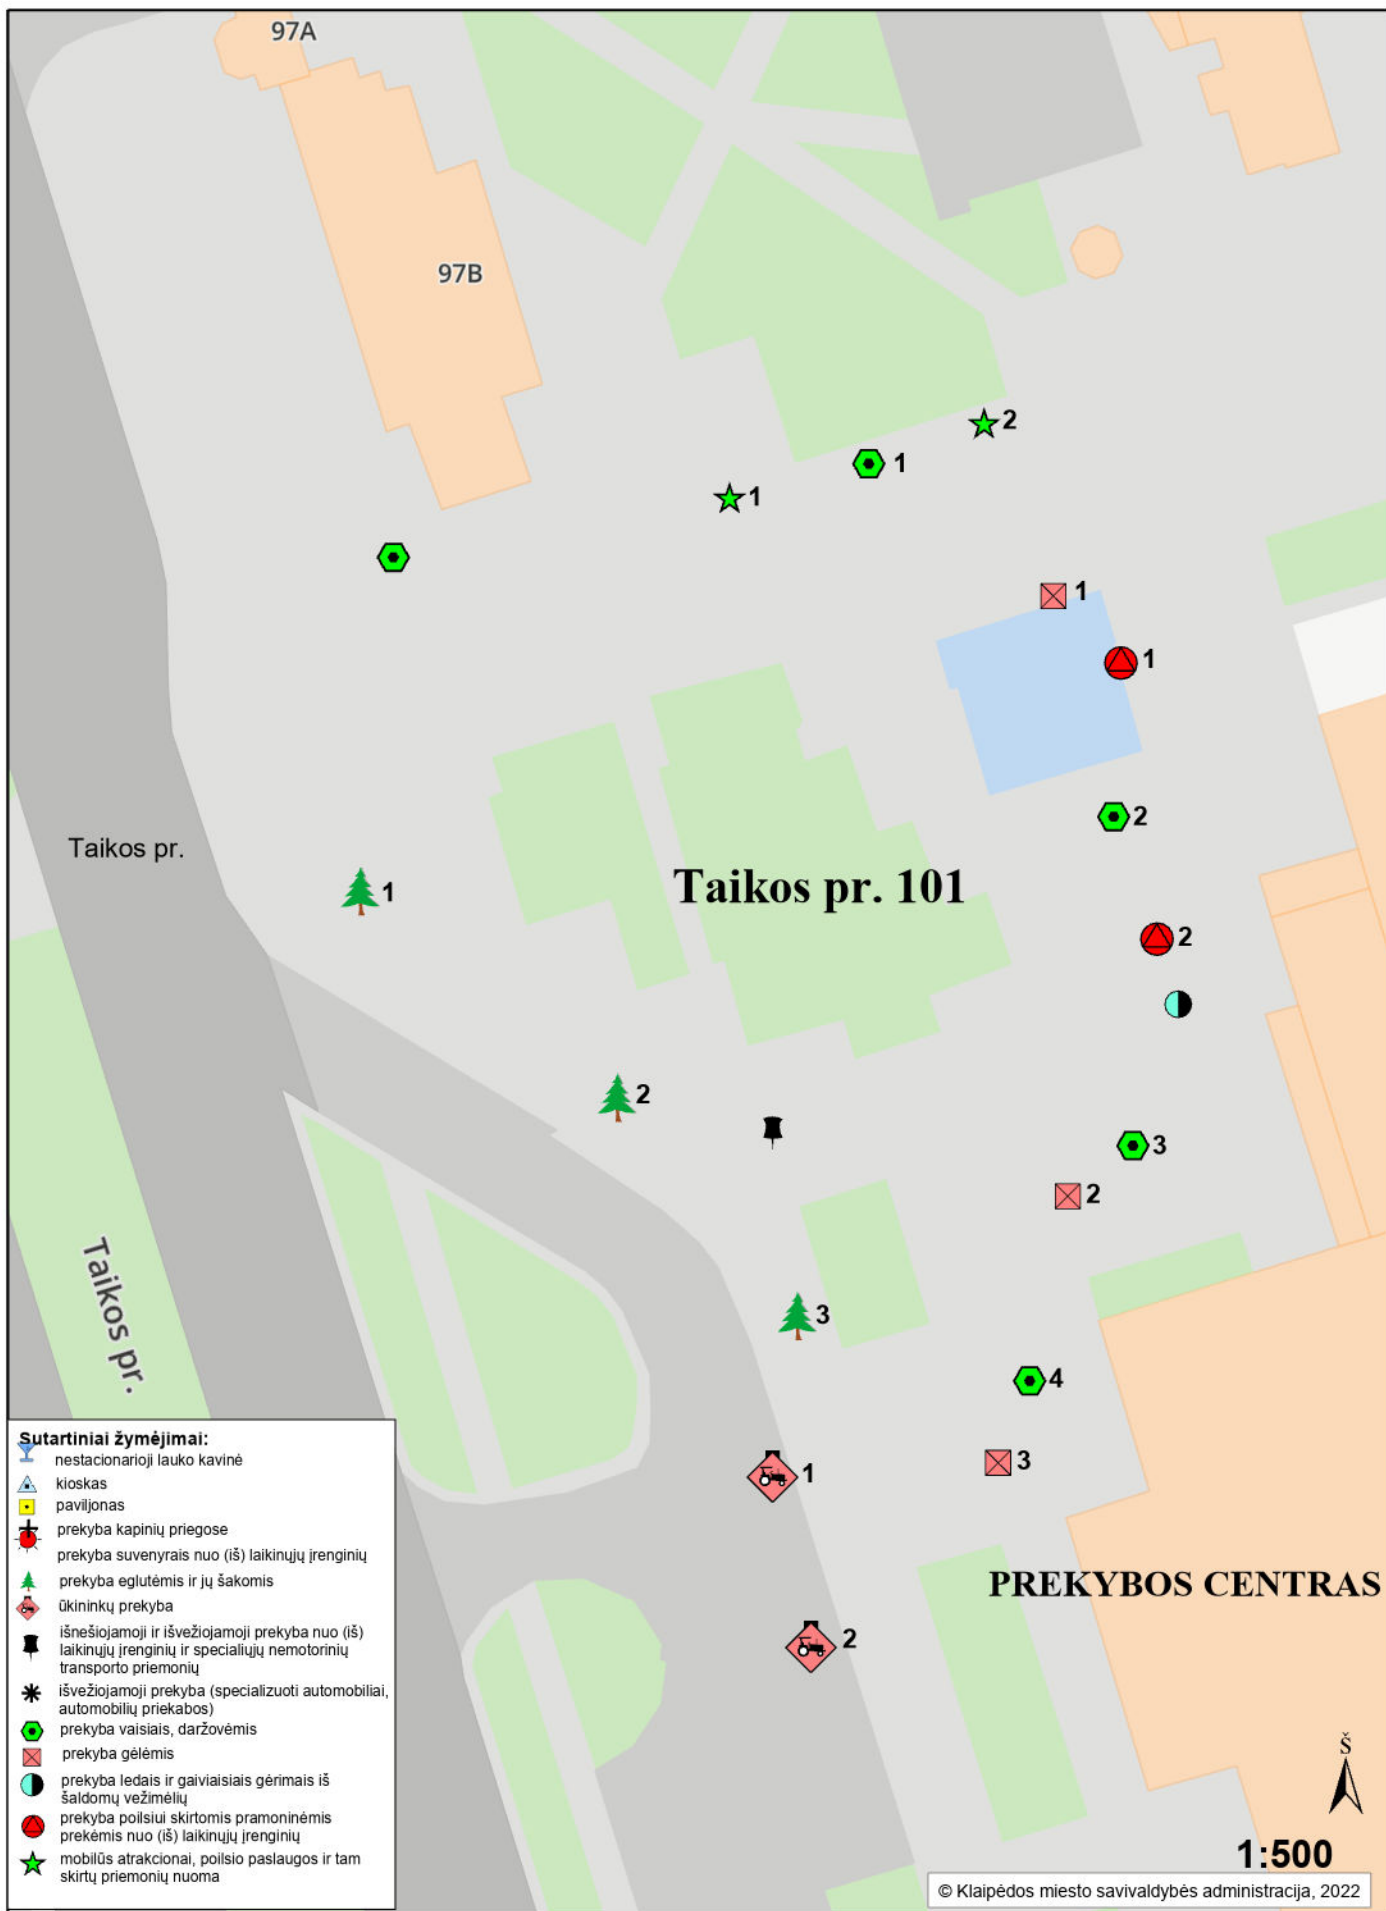 97A
97B
2
1
1
1
1
2
Taikos pr.
1
Taikos pr. 101
2
2
3
2
Taikos pr.
3
4
3
1
2
PREKYBOS CENTRAS
Sutartiniai žymėjimai:
nestacionarioji lauko kavinė
kioskas
paviljonas
prekyba kapinių priegose
prekyba suvenyrais nuo (iš) laikinųjų įrenginių
prekyba eglutėmis ir jų šakomis
ūkininkų prekyba
išnešiojamoji ir išvežiojamoji prekyba nuo (iš)
laikinųjų įrenginių ir specialiųjų nemotorinių
transporto priemonių
išvežiojamoji prekyba (specializuoti automobiliai,
automobilių priekabos)
prekyba vaisiais, daržovėmis
prekyba gėlėmis
prekyba ledais ir gaiviaisiais gėrimais iš
šaldomų vežimėlių
prekyba poilsiui skirtomis pramoninėmis
prekėmis nuo (iš) laikinųjų įrenginių
mobilūs atrakcionai, poilsio paslaugos ir tam
skirtų priemonių nuoma
Š
1:500
© Klaipėdos miesto savivaldybės administracija, 2022